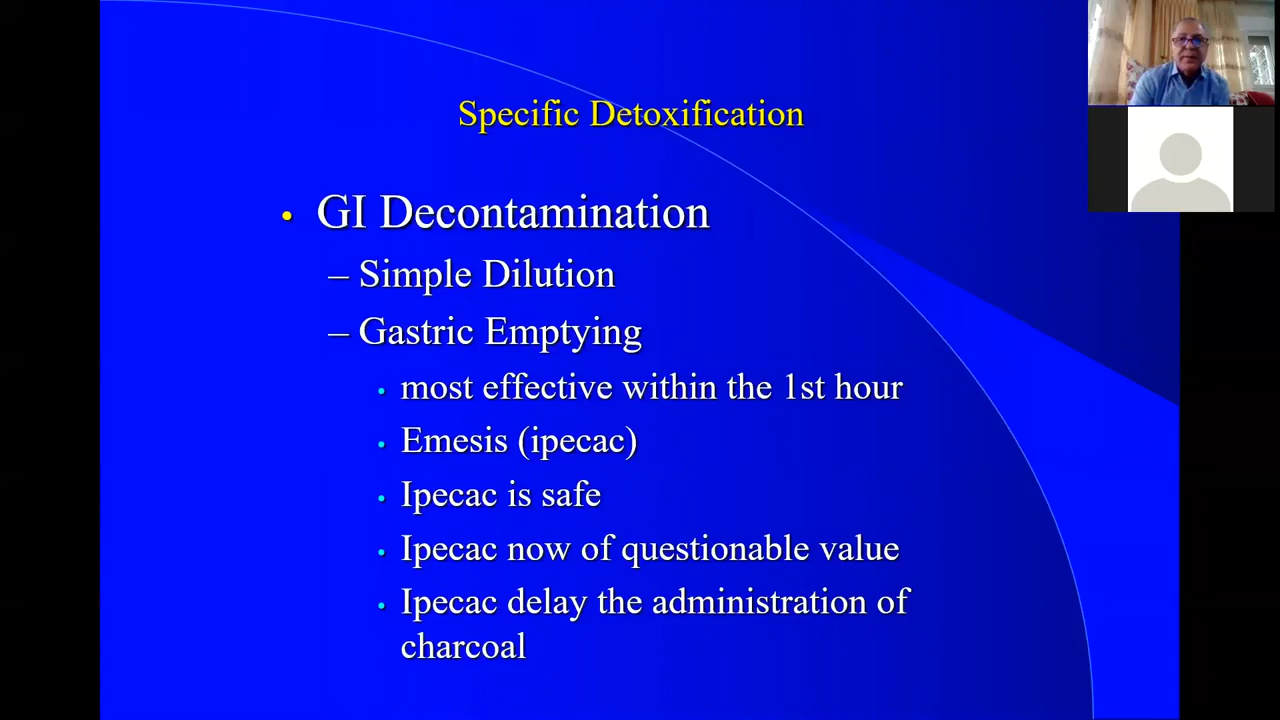 Specific Detoxification
• GI Decontamination
– Simple Dilution
– Gastric Emptying
• most effective within the 1st hour
• Emesis (ipecac)
• Ipecac is safe
• Ipecac now of questionable value
• Ipecac delay the administration of
charcoal